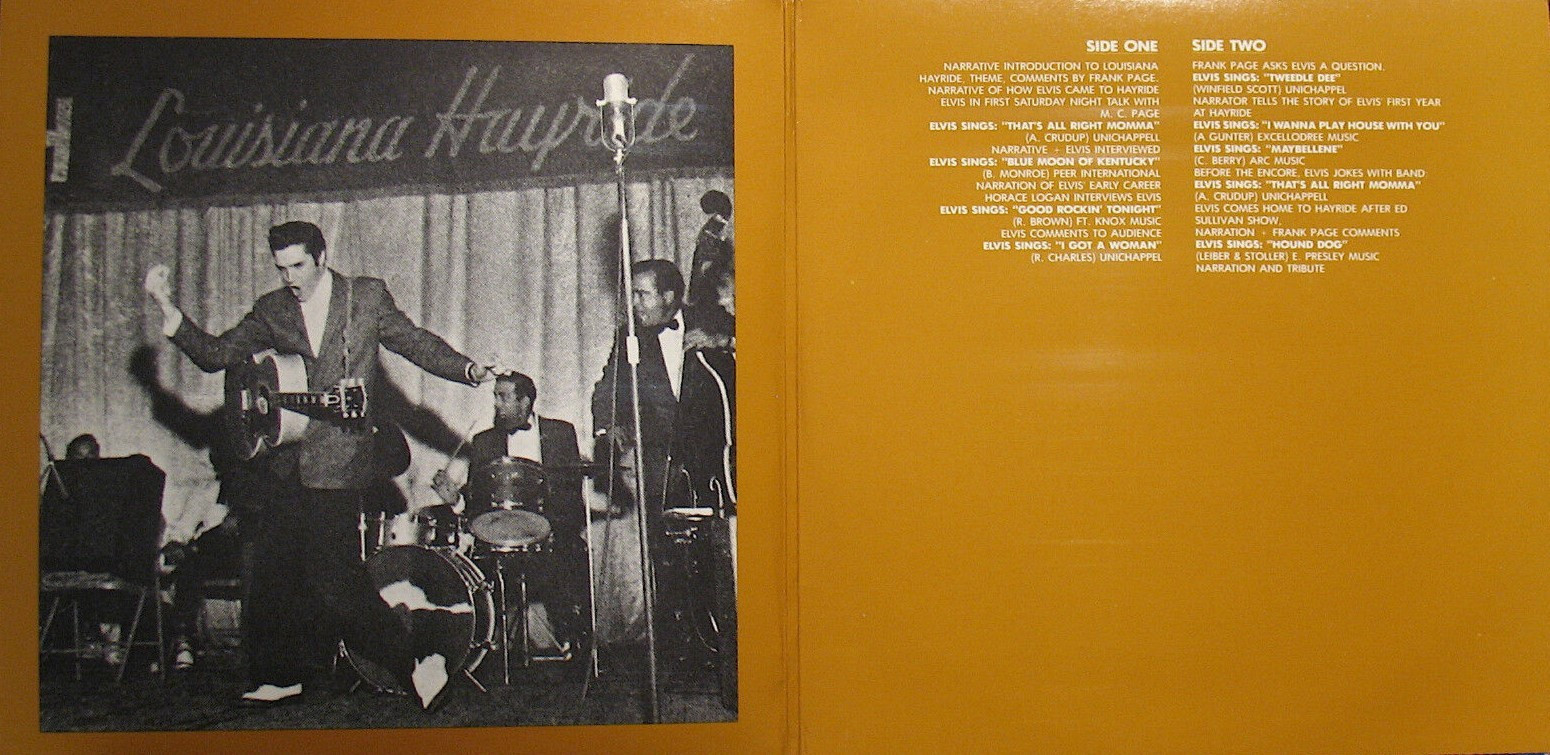 Louisiana Hayride
SIDE ONE
NARRATIVE INTRODUCTION TO LOUISIANA
HAYRIDE, THEME, COMMENTS BY FRANK PAGE.
NARRATIVE OF HOW ELVIS CAME TO HAYRIDE
ELVIS IN FIRST SATURDAY NIGHT TALK WITH
M. C. PAGE
ELVIS SINGS: "THAT'S ALL RIGHT MOMMA"
(A. CRUDUP) UNICHAPPELL
NARRATIVE + ELVIS INTERVIEWED
ELVIS SINGS: "BLUE MOON OF KENTUCKY"
(B. MONROE) PEER INTERNATIONAL
NARRATION OF ELVIS' EARLY CAREER
HORACE LOGAN INTERVIEWS ELVIS
ELVIS SINGS: "GOOD ROCKIN' TONIGHT"
(R. BROWN) FT. KNOX MUSIC
ELVIS COMMENTS TO AUDIENCE
ELVIS SINGS: "I GOT A WOMAN"
(R. CHARLES) UNICHAPPEL
SIDE TWO
FRANK PAGE ASKS ELVIS A QUESTION.
ELVIS SINGS: "TWEEDLE DEE"
(WINFIELD SCOTT) UNICHAPPEL
NARRATOR TELLS THE STORY OF ELVIS' FIRST YEAR
AT HAYRIDE
ELVIS SINGS: "I WANNA PLAY HOUSE WITH YOU"
(A. GUNTER) EXCELLOREE MUSIC
ELVIS SINGS: "MAYBELLENE"
(C. BERRY) ARC MUSIC
BEFORE THE ENCORE, ELVIS JOKES WITH BAND
ELVIS SINGS: "THAT'S ALL RIGHT MOMMA"
(A. CRUDUP) UNICHAPPELL
ELVIS COMES HOME TO HAYRIDE AFTER ED
SULLIVAN SHOW.
NARRATION + FRANK PAGE COMMENTS
ELVIS SINGS: "HOUND DOG"
(LEIBER & STOLLER) E. PRESLEY MUSIC
NARRATION AND TRIBUTE